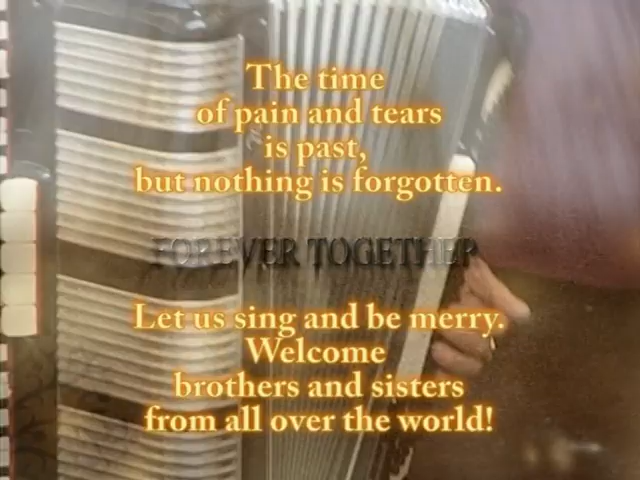 The time
of pain and tears
is past,
but nothing is forgotten.
FOREVER TOGETHER
Let us sing and be merry.
Welcome
brothers and sisters
from all over the world!